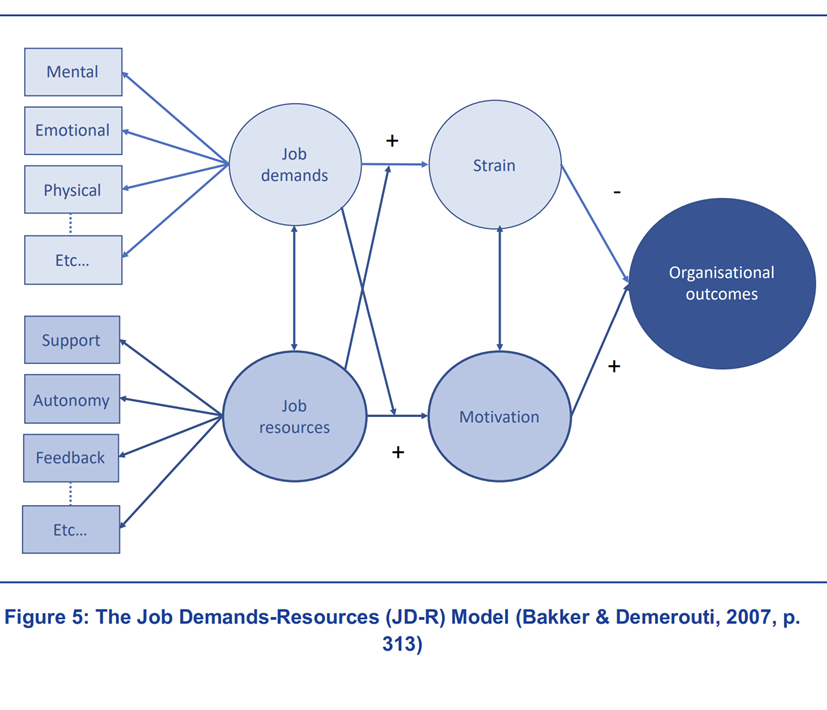 Mental
Emotional
Physical
Etc...
Support
Autonomy
Feedback
Etc...
Job
demands
+
Strain
-
Job
resources
+
Motivation
+
Organisational
outcomes
Figure 5: The Job Demands-Resources (JD-R) Model (Bakker & Demerouti, 2007, p.
313)